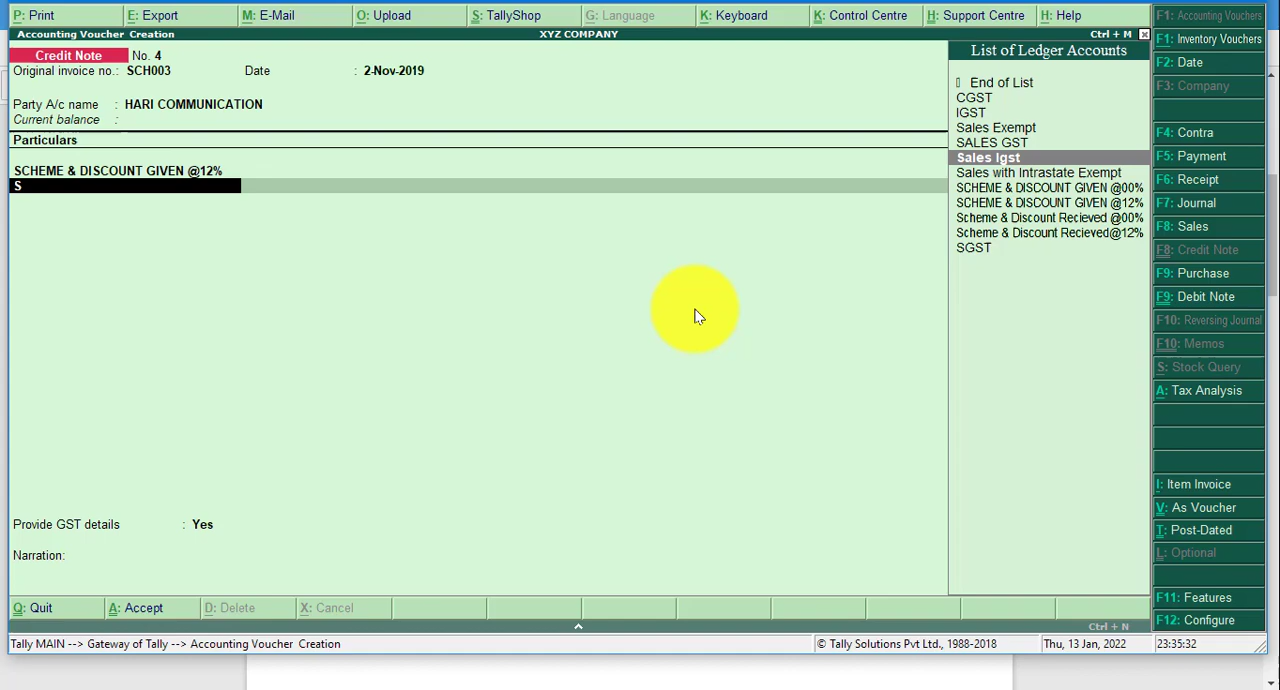 P: Print E: Export M: E-Mail O: Upload S: TallyShop G: Language K: Keyboard K: Control Centre H: Support Centre H: Help
Accounting Voucher Creation XYZ COMPANY Ctrl + M
Credit Note No. 4
Original invoice no.: SCH003 Date : 2-Nov-2019
Party A/c name : HARI COMMUNICATION
Current balance :
Particulars
SCHEME & DISCOUNT GIVEN @12%
S
Provide GST details : Yes
Narration:
List of Ledger Accounts
End of List
CGST
IGST
Sales Exempt
SALES GST
Sales Igst
Sales with Intrastate Exempt
SCHEME & DISCOUNT GIVEN @00%
SCHEME & DISCOUNT GIVEN @12%
Scheme & Discount Recieved @00%
Scheme & Discount Recieved@12%
SGST
F1: Accounting Vouchers
F1: Inventory Vouchers
F2: Date
F3: Company
F4: Contra
F5: Payment
F6: Receipt
F7: Journal
F8: Sales
F8: Credit Note
F9: Purchase
F9: Debit Note
F10: Reversing Journal
F10: Memos
S: Stock Query
A: Tax Analysis
I: Item Invoice
V: As Voucher
T: Post-Dated
L: Optional
F11: Features
F12: Configure
Q: Quit A: Accept D: Delete X: Cancel
Ctrl + N
Tally MAIN --> Gateway of Tally --> Accounting Voucher Creation © Tally Solutions Pvt Ltd., 1988-2018 Thu, 13 Jan, 2022 23:35:32